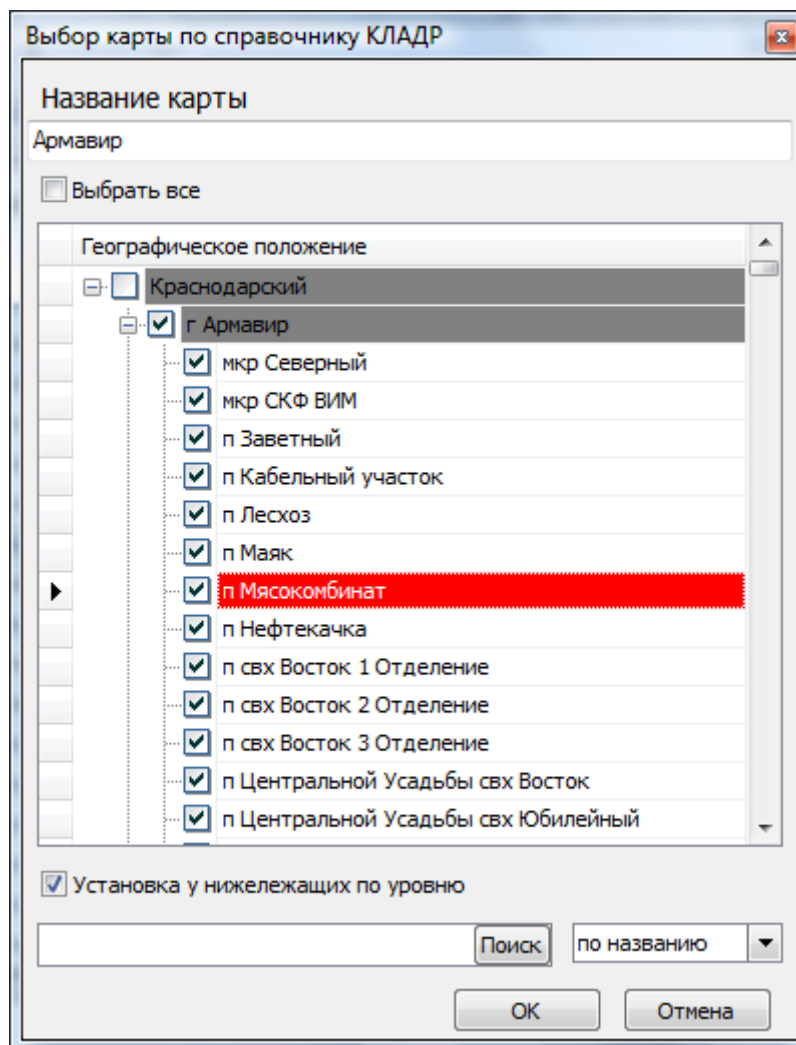 Выбор карты по справочнику КЛАДР
Название карты
Армавир
Выбрать все
Географическое положение
Краснодарский
г Армавир
мкр Северный
мкр СКФ ВИМ
п Заветный
п Кабельный участок
п Лесхоз
п Маяк
п Мясокомбинат
п Нефтекачка
п свх Восток 1 Отделение
п свх Восток 2 Отделение
п свх Восток 3 Отделение
п Центральной Усадьбы свх Восток
п Центральной Усадьбы свх Юбилейный
Установка у нижележащих по уровню
Поиск по названию
ОК Отмена